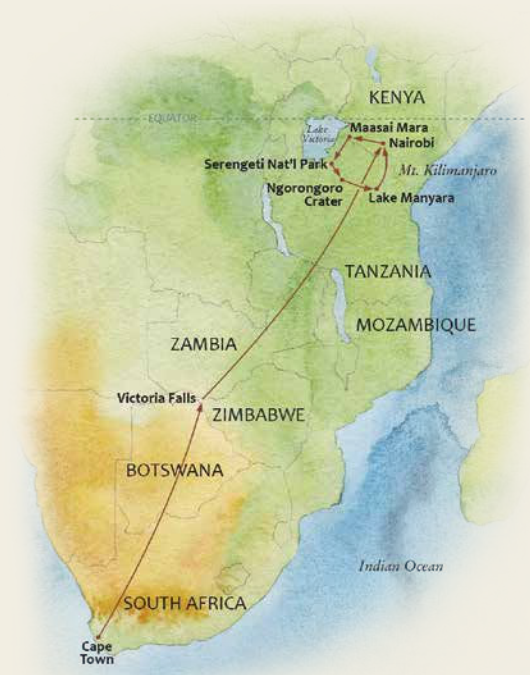 KENYA
EQUATOR
Maasai Mara
Lake
Victoria
Nairobi
Serengeti Nat'l Park
Mt. Kilimanjaro
Ngorongoro
Crater
Lake Manyara
TANZANIA
MOZAMBIQUE
ZAMBIA
Victoria Falls
ZIMBABWE
BOTSWANA
Indian Ocean
SOUTH AFRICA
Cape
Town